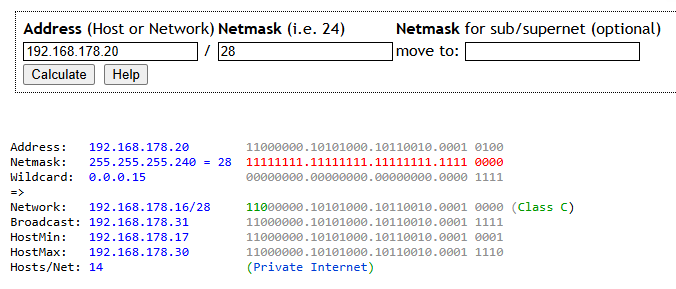 Address (Host or Network) Netmask (i.e. 24) Netmask for sub/supernet (optional)
192.168.178.20 / 28 move to:
Calculate Help
Address: 192.168.178.20 11000000.10101000.10110010.0001 0100
Netmask: 255.255.255.240 = 28 11111111.11111111.11111111.1111 0000
Wildcard: 0.0.0.15 00000000.00000000.00000000.0000 1111
=>
Network: 192.168.178.16/28 11000000.10101000.10110010.0001 0000 (Class C)
Broadcast: 192.168.178.31 11000000.10101000.10110010.0001 1111
HostMin: 192.168.178.17 11000000.10101000.10110010.0001 0001
HostMax: 192.168.178.30 11000000.10101000.10110010.0001 1110
Hosts/Net: 14 (Private Internet)